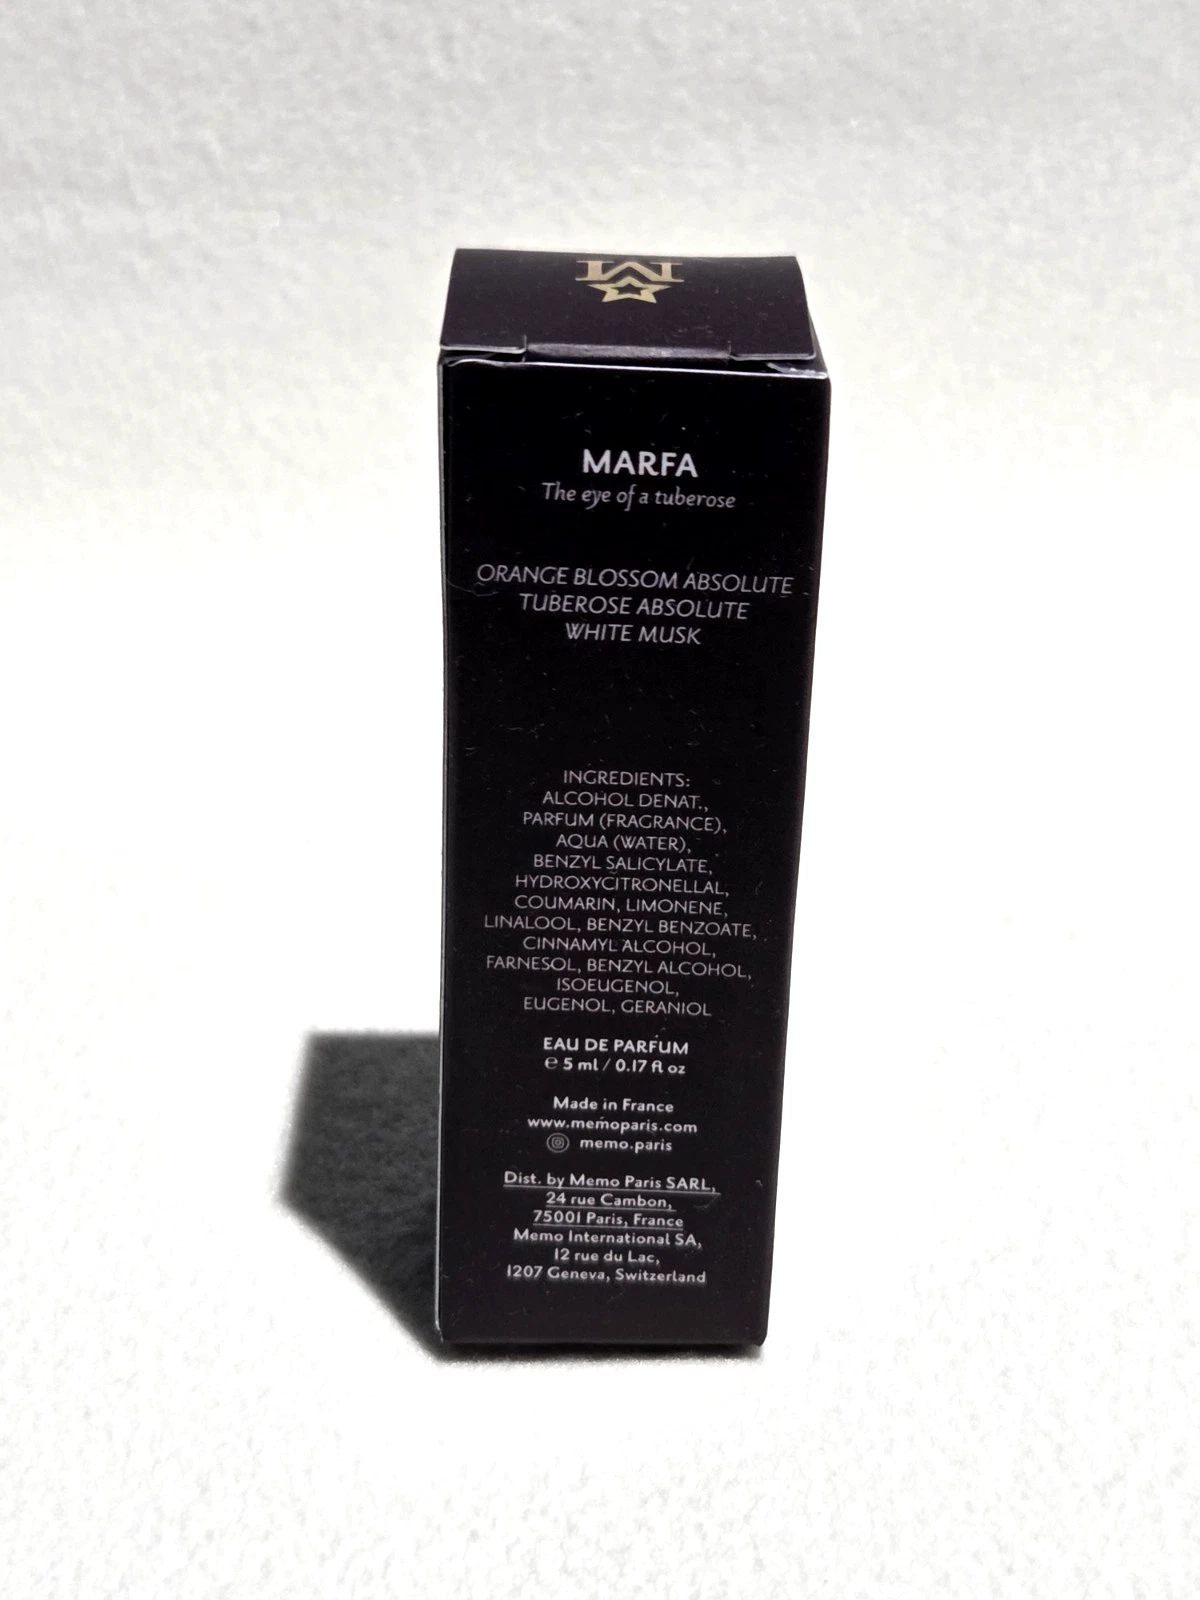 M
MARFA
The eye of a tuberose
ORANGE BLOSSOM ABSOLUTE
TUBEROSE ABSOLUTE
WHITE MUSK
INGREDIENTS:
ALCOHOL DENAT.,
PARFUM (FRAGRANCE),
AQUA (WATER),
BENZYL SALICYLATE,
HYDROXYCITRONELLAL,
COUMARIN, LIMONENE,
LINALOOL, BENZYL BENZOATE,
CINNAMYL ALCOHOL,
FARNESOL, BENZYL ALCOHOL,
ISOEUGENOL,
EUGENOL, GERANIOL
EAU DE PARFUM
℮ 5 ml / 0.17 fl oz
Made in France
www.memoparis.com
memo.paris
Dist. by Memo Paris SARL,
24 rue Cambon,
75001 Paris, France
Memo International SA,
12 rue du Lac,
1207 Geneva, Switzerland